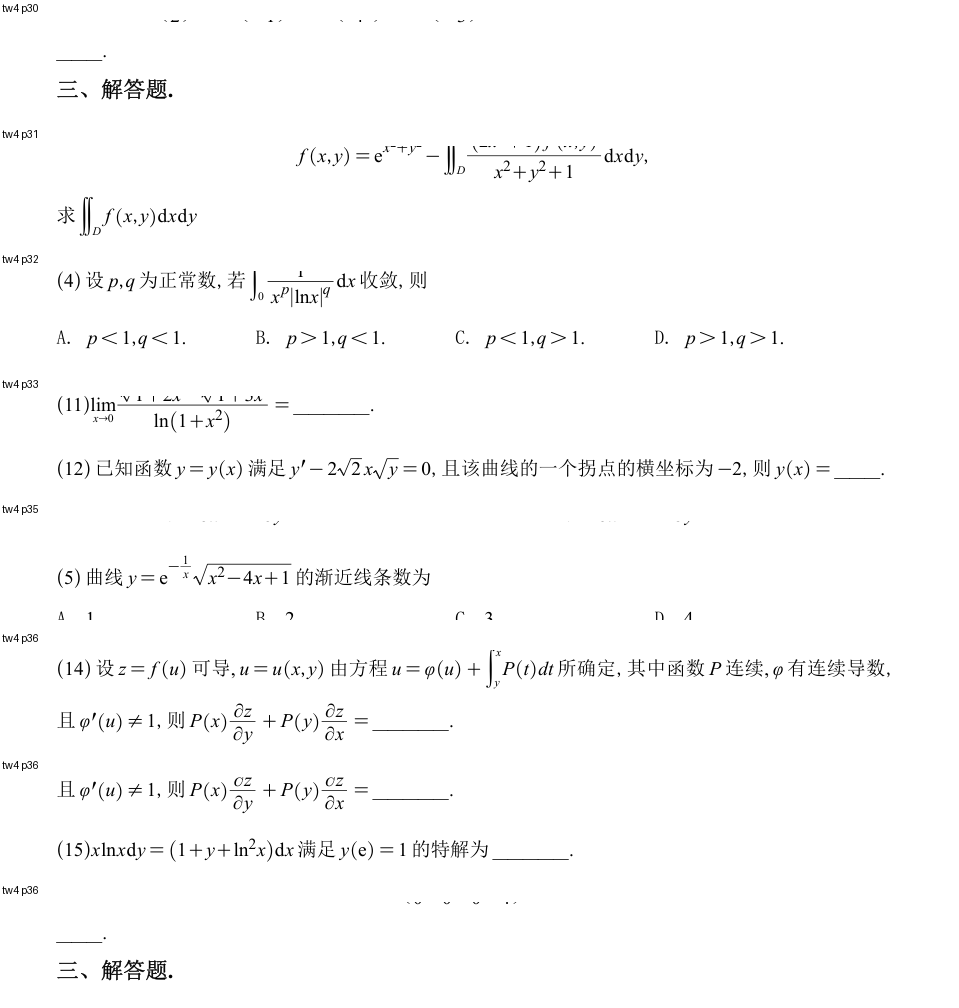 tw4 p30
_____.
三、解答题.
tw4 p31
f(x,y)=e − ∬_D / x²+y²+1 dxdy,
求∬_D f(x,y)dxdy
tw4 p32
(4) 设 p,q 为正常数, 若 ∫_0 1/(x^p|lnx|^q) dx 收敛, 则
A. p<1,q<1. B. p>1,q<1. C. p<1,q>1. D. p>1,q>1.
tw4 p33
(11) lim_{x→0} / ln(1+x²) = ________.
(12) 已知函数 y=y(x) 满足 y′−2√2x√y=0, 且该曲线的一个拐点的横坐标为 −2, 则 y(x)=_____.
tw4 p35
(5) 曲线 y=e^{−1/x}√(x²−4x+1) 的渐近线条数为
A. 1 B. 2 C. 3 D. 4
tw4 p36
(14) 设 z=f(u) 可导, u=u(x,y) 由方程 u=φ(u)+∫_y^x P(t)dt 所确定, 其中函数 P 连续, φ 有连续导数,
且 φ′(u)≠1, 则 P(x)∂z/∂y +P(y)∂z/∂x =________.
tw4 p36
且 φ′(u)≠1, 则 P(x)∂z/∂y +P(y)∂z/∂x =________.
(15) xlnxdy=(1+y+ln²x)dx 满足 y(e)=1 的特解为 ________.
tw4 p36
_____.
三、解答题.